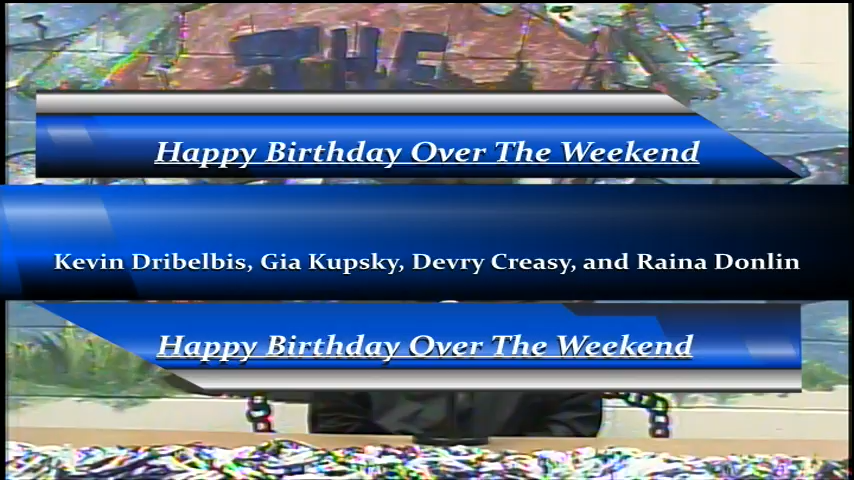 THE
Happy Birthday Over The Weekend
Kevin Dribelbis, Gia Kupsky, Devry Creasy, and Raina Donlin
Happy Birthday Over The Weekend